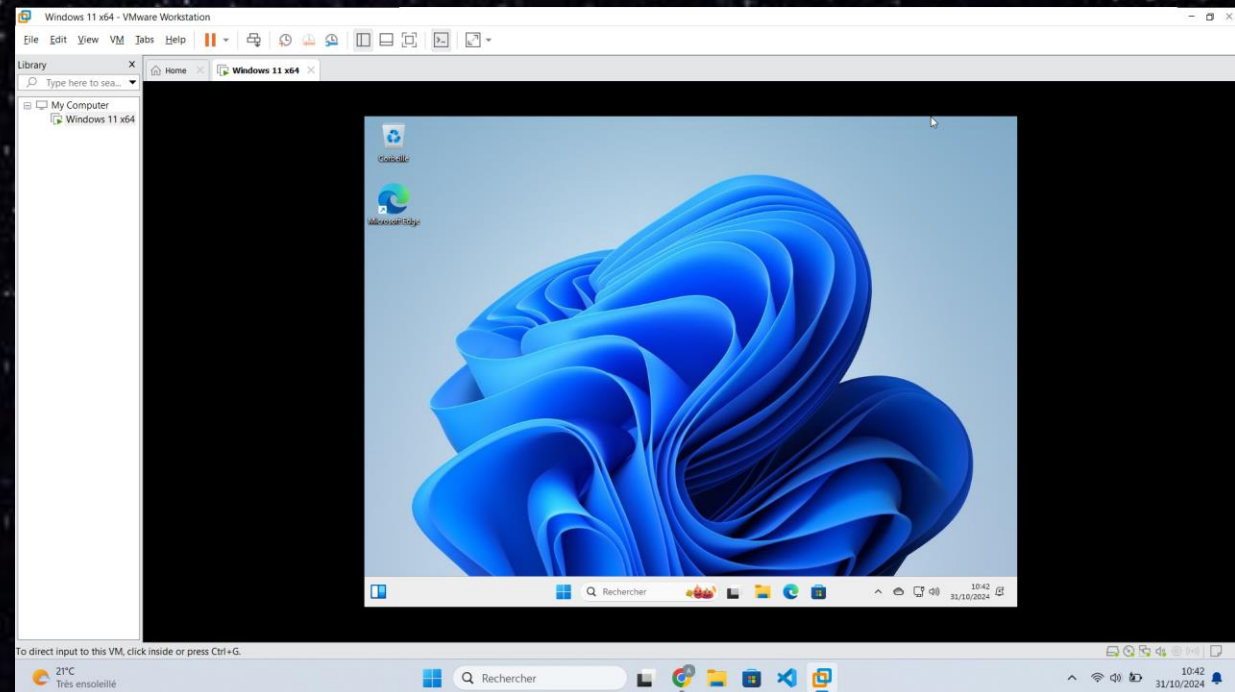 Windows 11 x64 - VMware Workstation
File Edit View VM Tabs Help
Library
Home
Windows 11 x64
Type here to sea...
My Computer
Windows 11 x64
Corbeille
Microsoft Edge
Rechercher
10:42
31/10/2024
To direct input to this VM, click inside or press Ctrl+G.
21°C
Très ensoleillé
Rechercher
10:42
31/10/2024